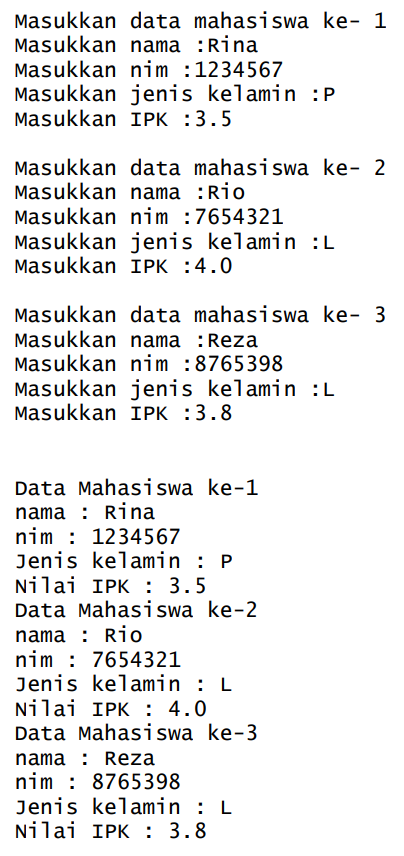 Masukkan data mahasiswa ke- 1
Masukkan nama :Rina
Masukkan nim :1234567
Masukkan jenis kelamin :P
Masukkan IPK :3.5
Masukkan data mahasiswa ke- 2
Masukkan nama :Rio
Masukkan nim :7654321
Masukkan jenis kelamin :L
Masukkan IPK :4.0
Masukkan data mahasiswa ke- 3
Masukkan nama :Reza
Masukkan nim :8765398
Masukkan jenis kelamin :L
Masukkan IPK :3.8
Data Mahasiswa ke-1
nama : Rina
nim : 1234567
Jenis kelamin : P
Nilai IPK : 3.5
Data Mahasiswa ke-2
nama : Rio
nim : 7654321
Jenis kelamin : L
Nilai IPK : 4.0
Data Mahasiswa ke-3
nama : Reza
nim : 8765398
Jenis kelamin : L
Nilai IPK : 3.8